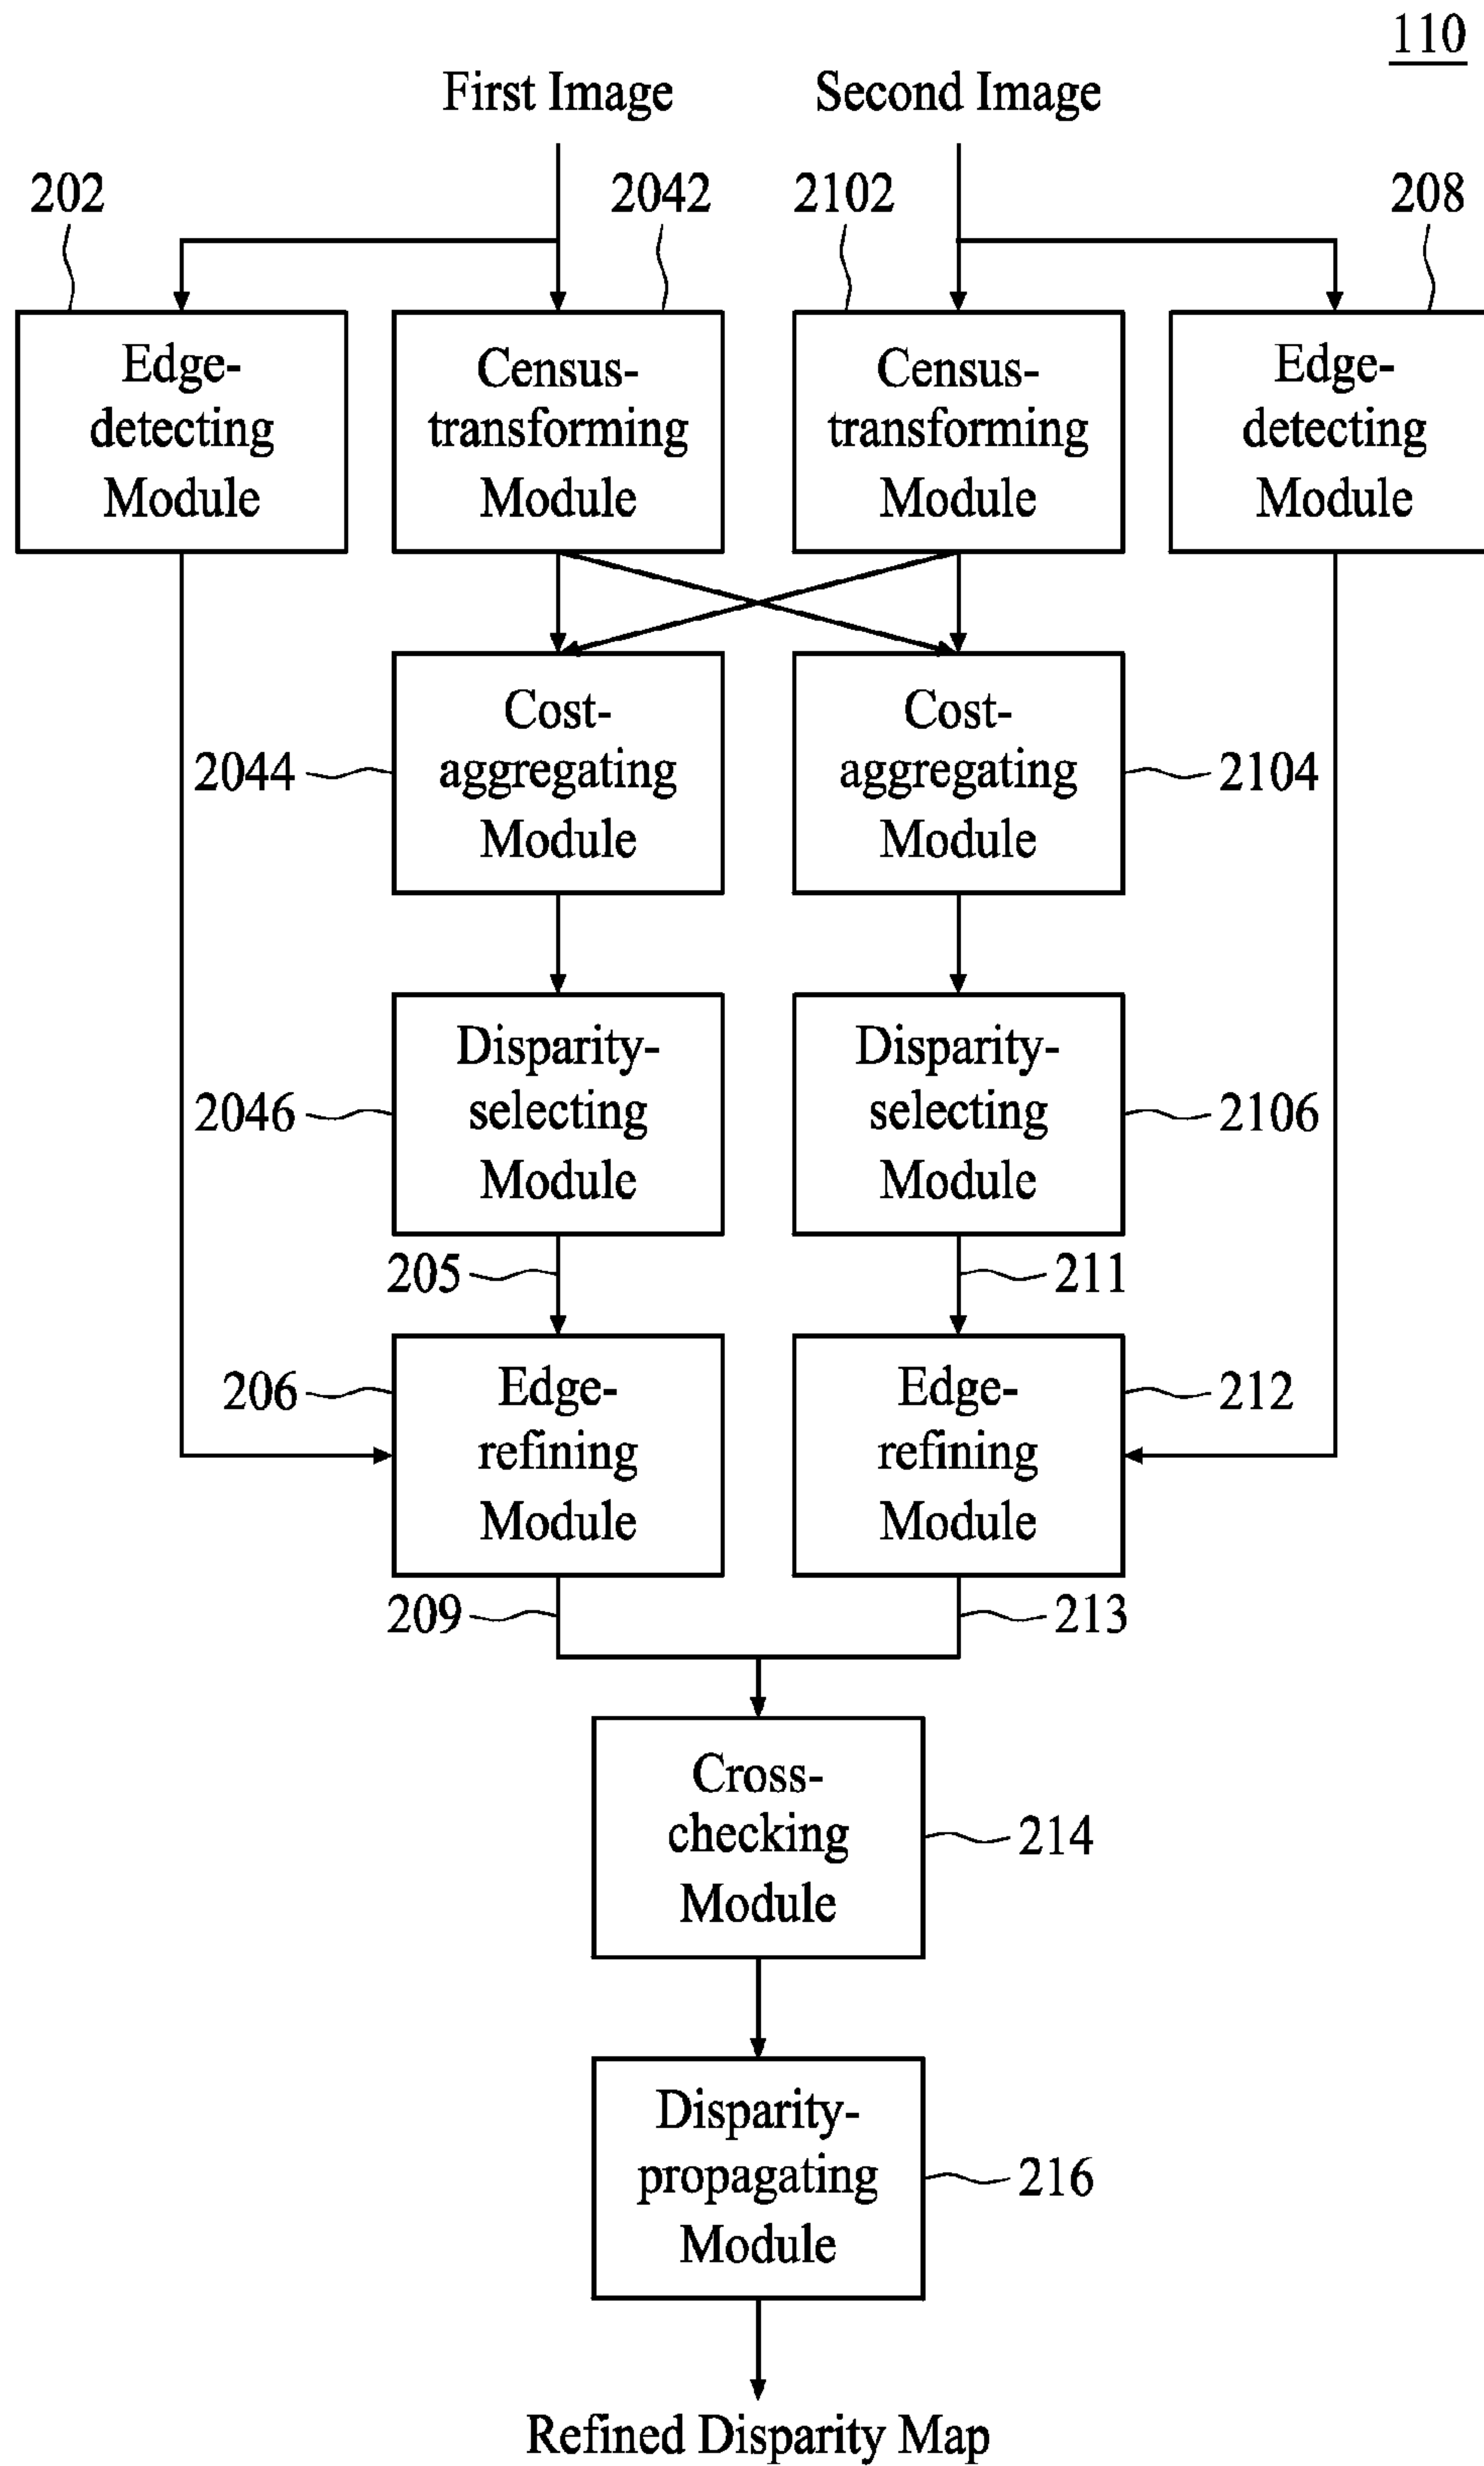 110
First Image
Second Image
202
2042
2102
208
Edge-
detecting
Module
Census-
transforming
Module
Census-
transforming
Module
Edge-
detecting
Module
2044
Cost-
aggregating
Module
Cost-
aggregating
Module
2104
2046
Disparity-
selecting
Module
Disparity-
selecting
Module
2106
205
211
206
Edge-
refining
Module
Edge-
refining
Module
212
209
213
Cross-
checking
Module
214
Disparity-
propagating
Module
216
Refined Disparity Map